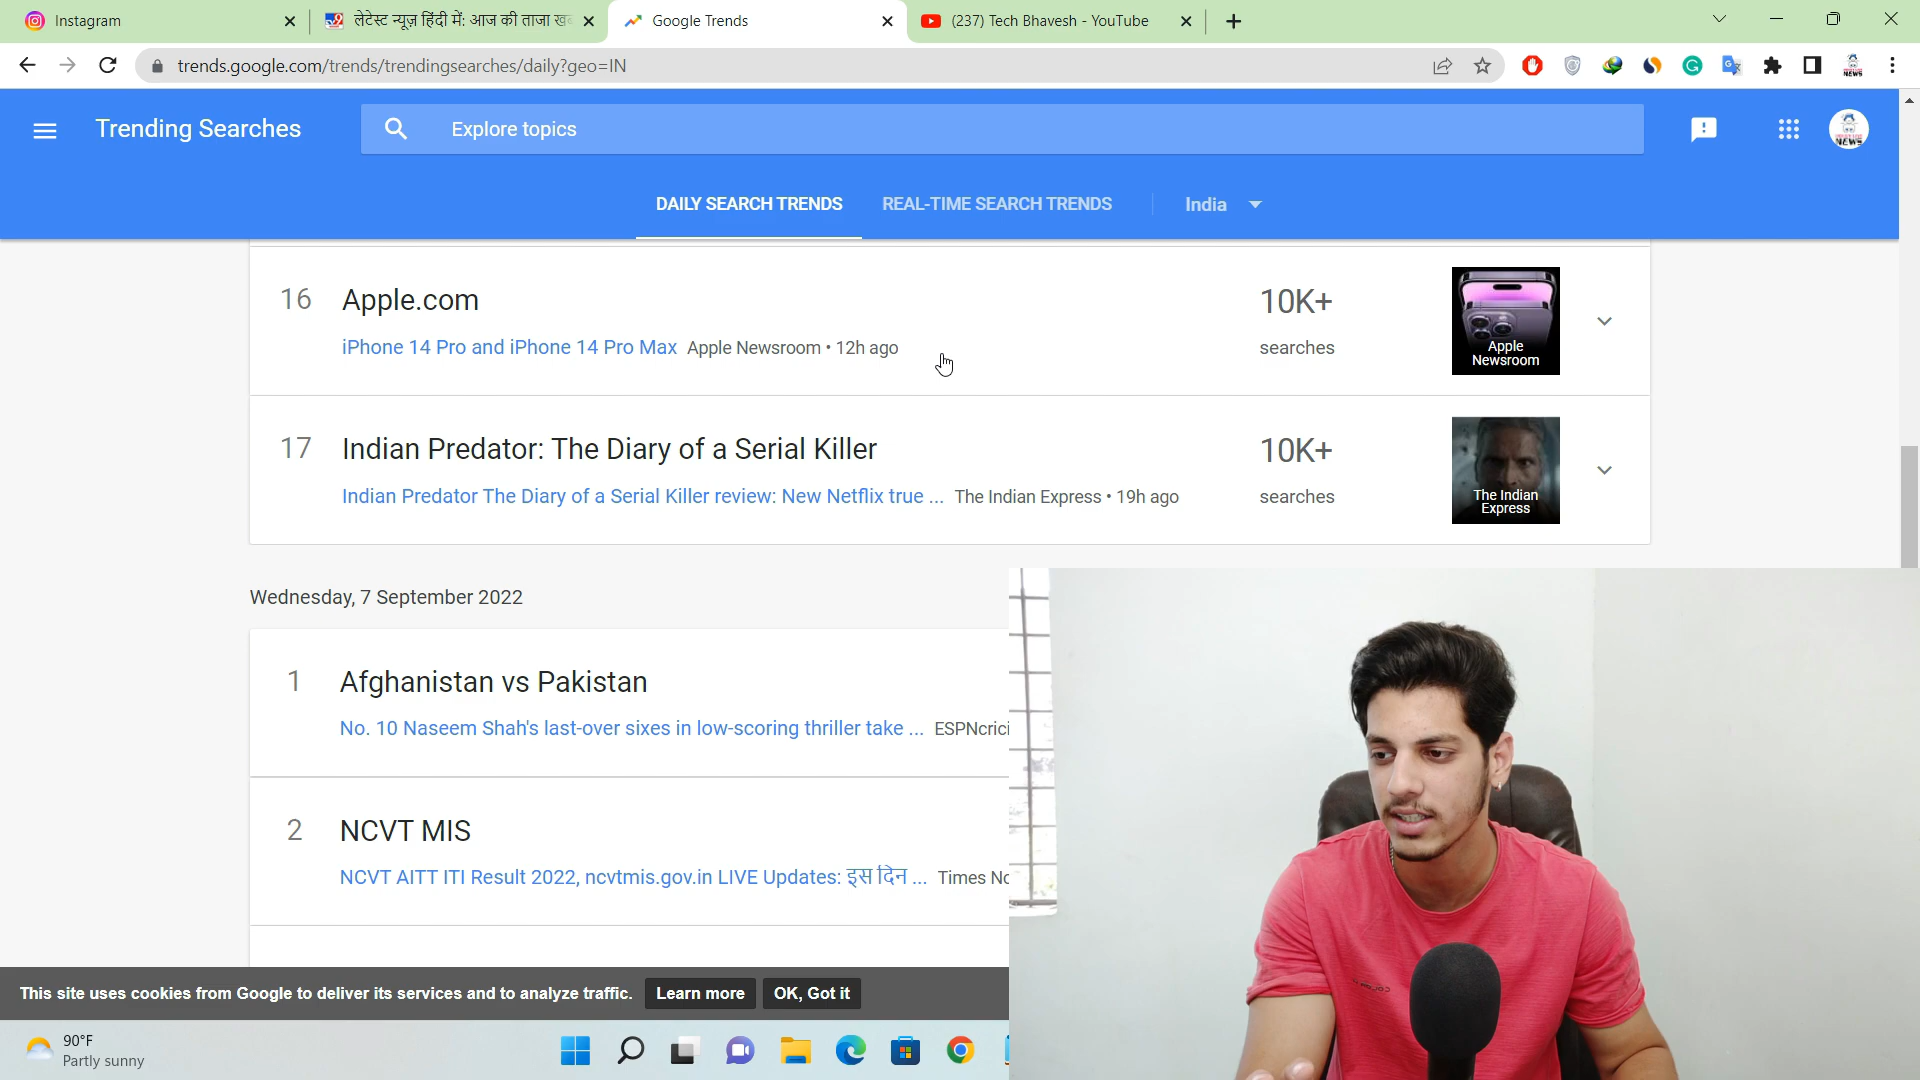 Instagram
लेटेस्ट न्यूज़ हिंदी में: आज की ताजा
Google Trends
(237) Tech Bhavesh - YouTube
trends.google.com/trends/trendingsearches/daily?geo=IN
Trending Searches
Explore topics
NEWS
DAILY SEARCH TRENDS
REAL-TIME SEARCH TRENDS
India
16
Apple.com
10K+
iPhone 14 Pro and iPhone 14 Pro Max
Apple Newsroom • 12h ago
searches
Apple
Newsroom
17
Indian Predator: The Diary of a Serial Killer
10K+
Indian Predator The Diary of a Serial Killer review: New Netflix true ...
The Indian Express • 19h ago
searches
The Indian
Express
Wednesday, 7 September 2022
1
Afghanistan vs Pakistan
No. 10 Naseem Shah's last-over sixes in low-scoring thriller take ...
ESPNcrici
2
NCVT MIS
NCVT AITT ITI Result 2022, ncvtmis.gov.in LIVE Updates: इस दिन ...
Times No
This site uses cookies from Google to deliver its services and to analyze traffic.
Learn more
OK, Got it
90°F
Partly sunny